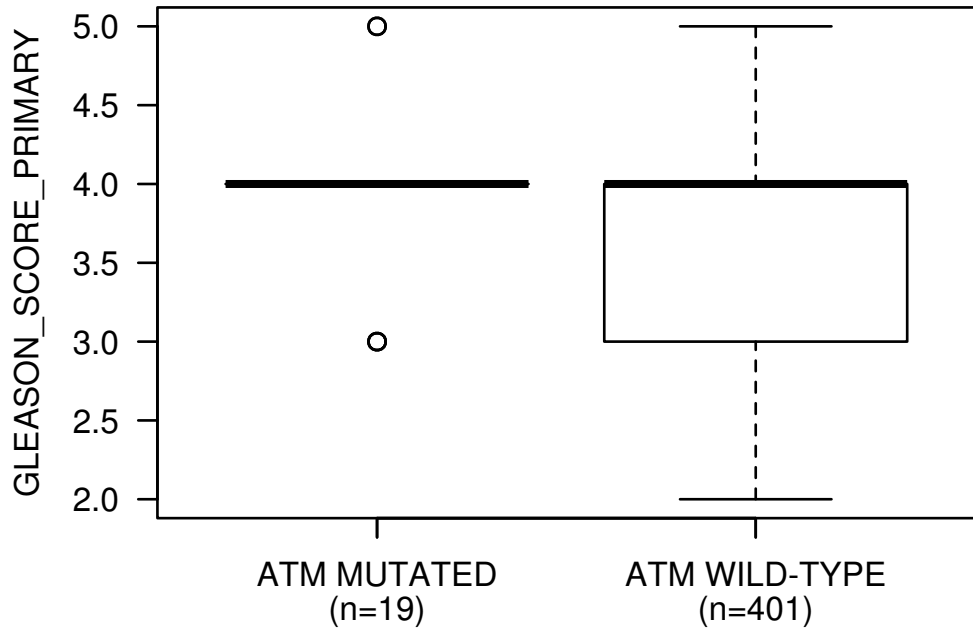 GLEASON_SCORE_PRIMARY
5.0
4.5
4.0
3.5
3.0
2.5
2.0
ATM MUTATED
(n=19)
ATM WILD-TYPE
(n=401)